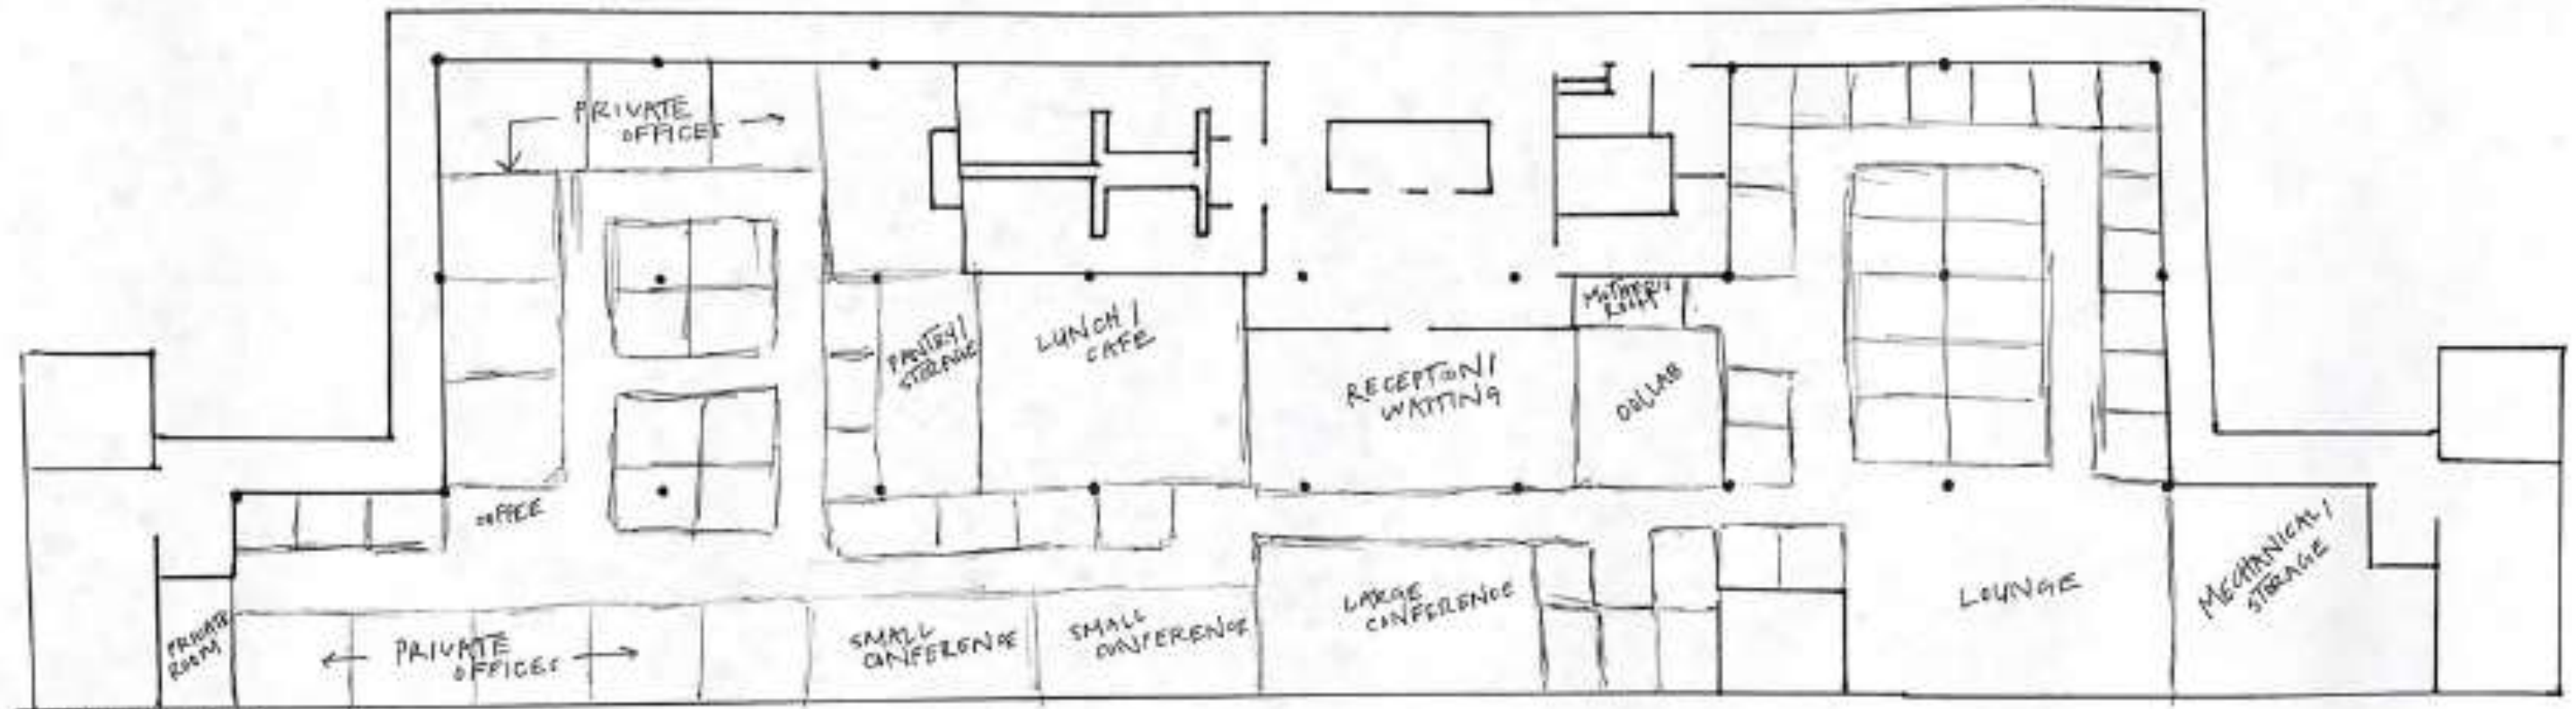 PRIVATE
OFFICES
MOTHER'S
ROOM
PANTRY/
STORAGE
LUNCH/
CAFE
RECEPTION/
WAITING
COLLAB
COFFEE
MECHANICAL/
STORAGE
LOUNGE
LARGE
CONFERENCE
SMALL
CONFERENCE
SMALL
CONFERENCE
PRIVATE
OFFICES
PRIVATE
ROOM